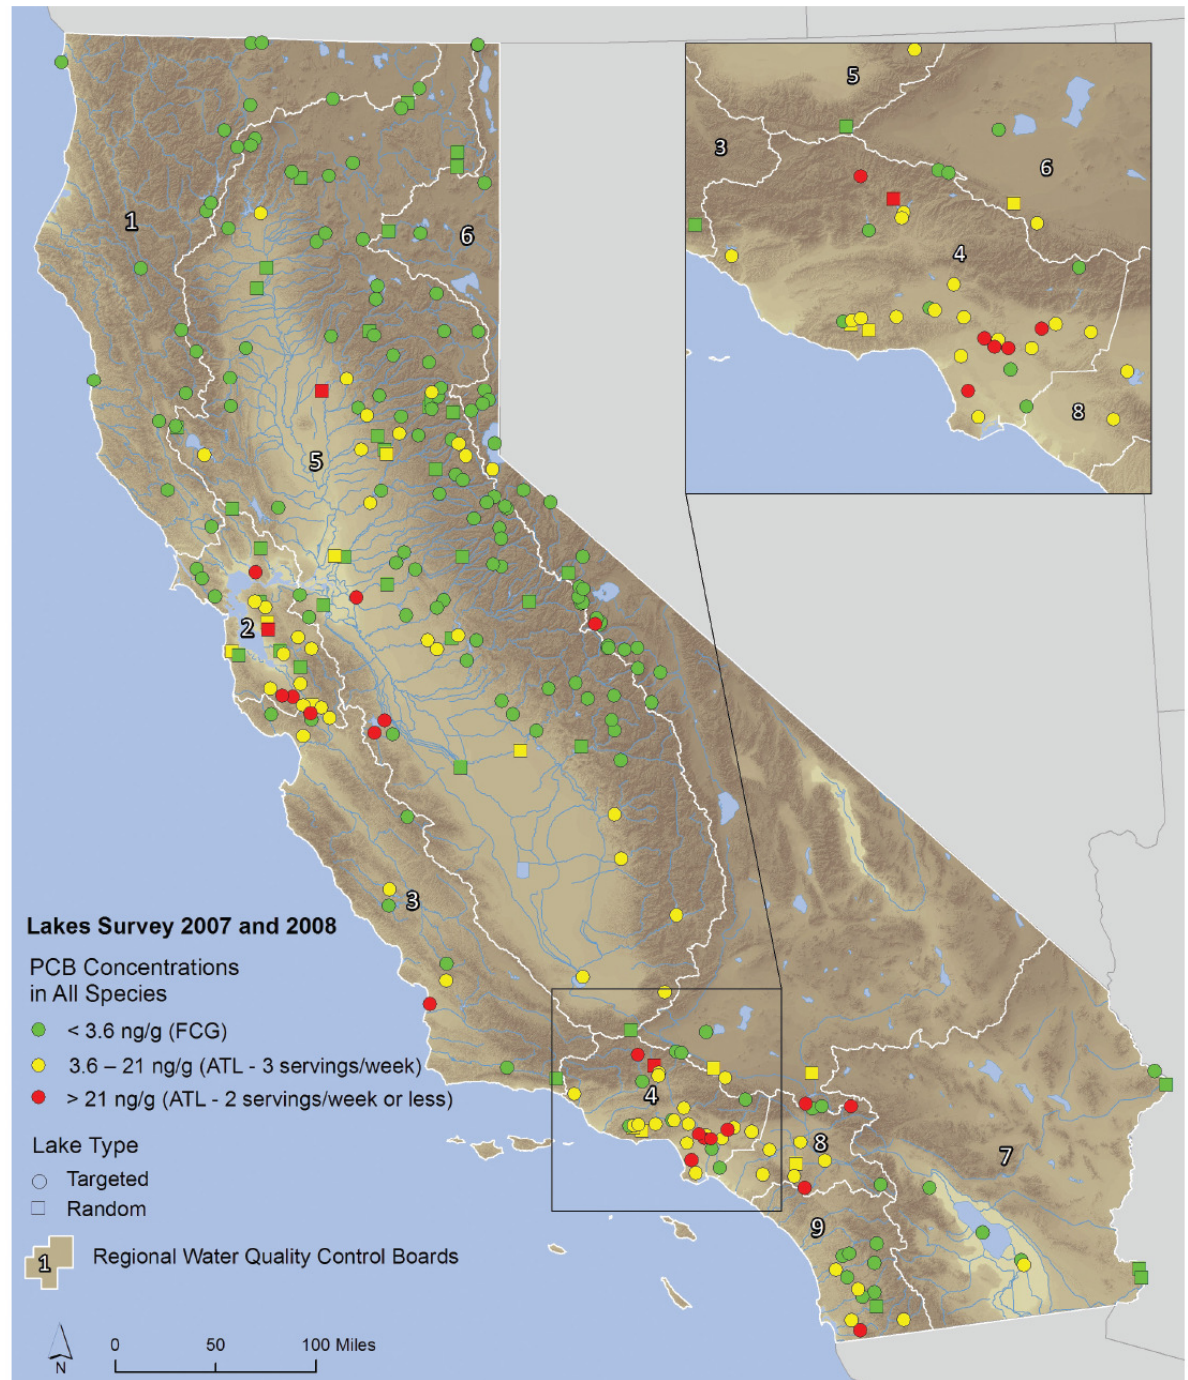 5
3
6
4
8
1
6
5
2
3
4
8
7
9
Lakes Survey 2007 and 2008
PCB Concentrations
in All Species
< 3.6 ng/g (FCG)
3.6 – 21 ng/g (ATL - 3 servings/week)
> 21 ng/g (ATL - 2 servings/week or less)
Lake Type
Targeted
Random
1 Regional Water Quality Control Boards
N
0 50 100 Miles